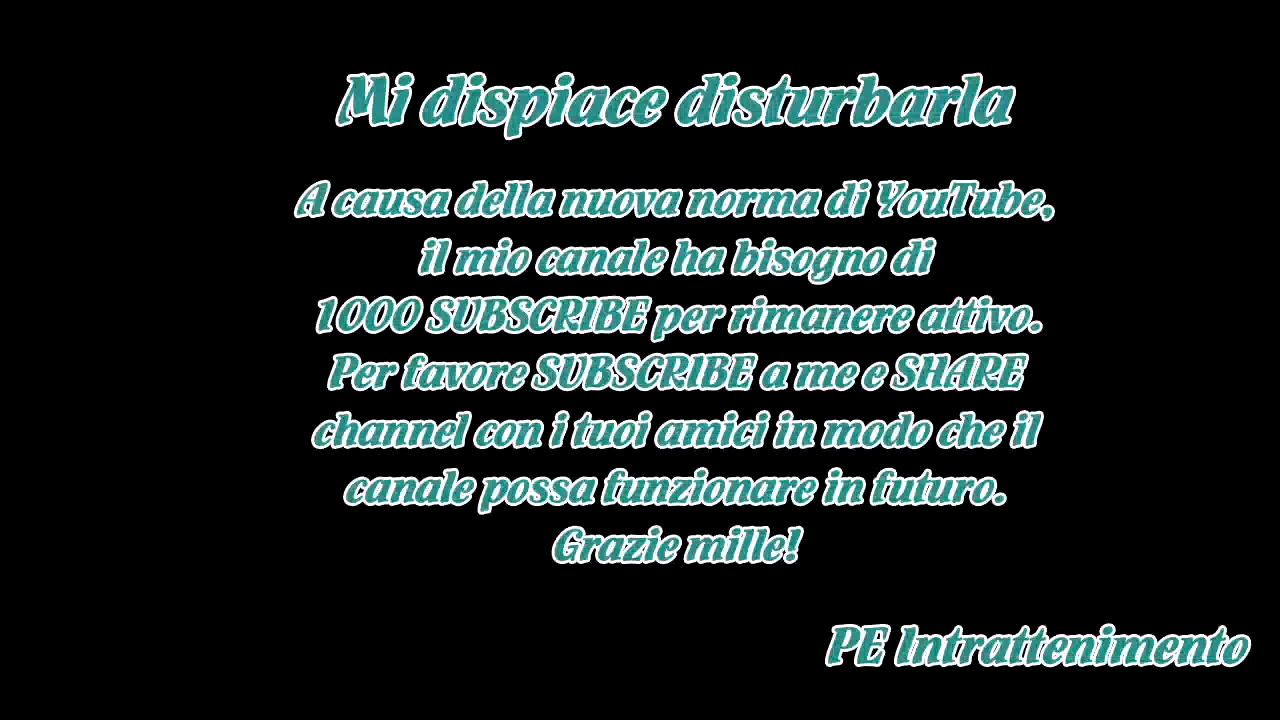 Mi dispiace disturbarla
A causa della nuova norma di YouTube,
il mio canale ha bisogno di
1000 SUBSCRIBE per rimanere attivo.
Per favore SUBSCRIBE a me e SHARE
channel con i tuoi amici in modo che il
canale possa funzionare in futuro.
Grazie mille!
PE Intrattenimento